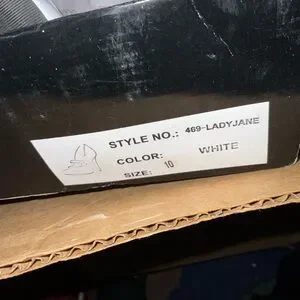 STYLE NO.: 469-LADYJANE
COLOR: WHITE
SIZE: 10